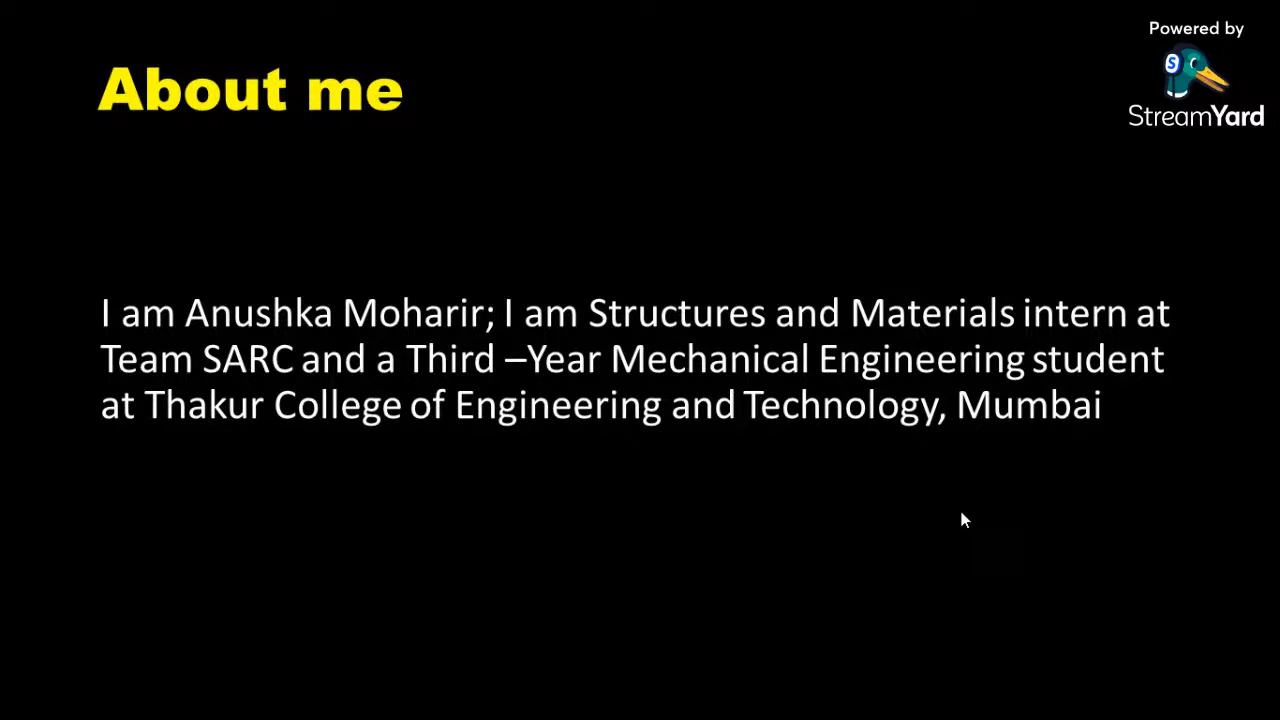 Powered by
StreamYard
About me
I am Anushka Moharir; I am Structures and Materials intern at
Team SARC and a Third –Year Mechanical Engineering student
at Thakur College of Engineering and Technology, Mumbai